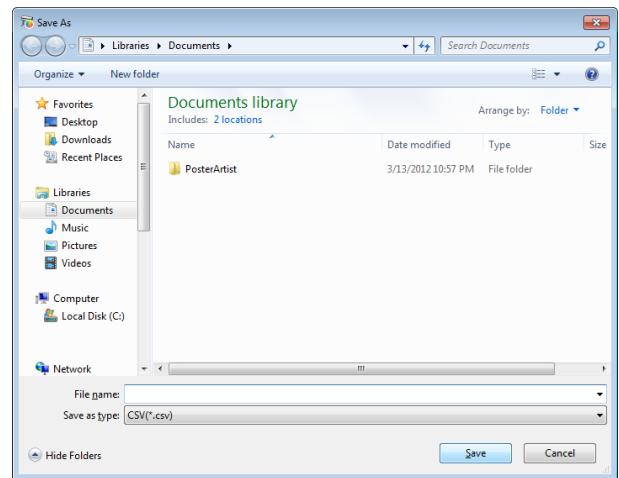 Save As
Libraries Documents
Search Documents
Organize New folder
Favorites
Desktop
Downloads
Recent Places
Libraries
Documents
Music
Pictures
Videos
Computer
Local Disk (C:)
Network
Documents library
Includes: 2 locations
Arrange by: Folder
Name Date modified Type Size
PosterArtist 3/13/2012 10:57 PM File folder
File name:
Save as type: CSV(*.csv)
Hide Folders
Save Cancel